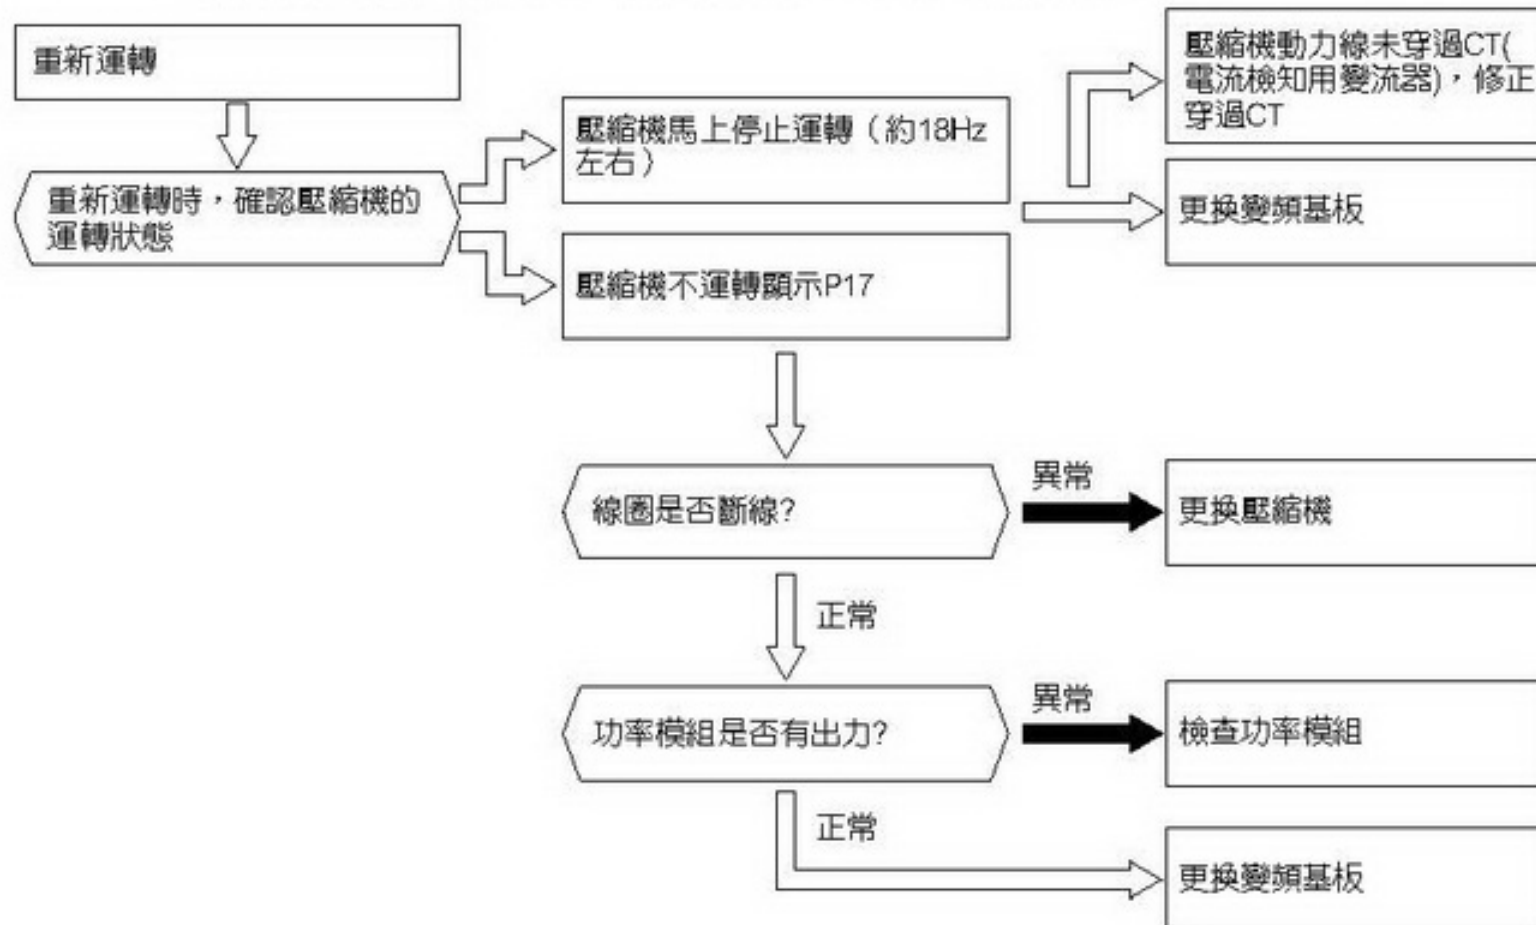 重新運轉
重新運轉時，確認壓縮機的
運轉狀態
壓縮機馬上停止運轉（約18Hz
左右）
壓縮機不運轉顯示P17
壓縮機動力線未穿過CT(
電流檢知用變流器)，修正
穿過CT
更換變頻基板
線圈是否斷線?
異常
更換壓縮機
正常
功率模組是否有出力?
異常
檢查功率模組
正常
更換變頻基板